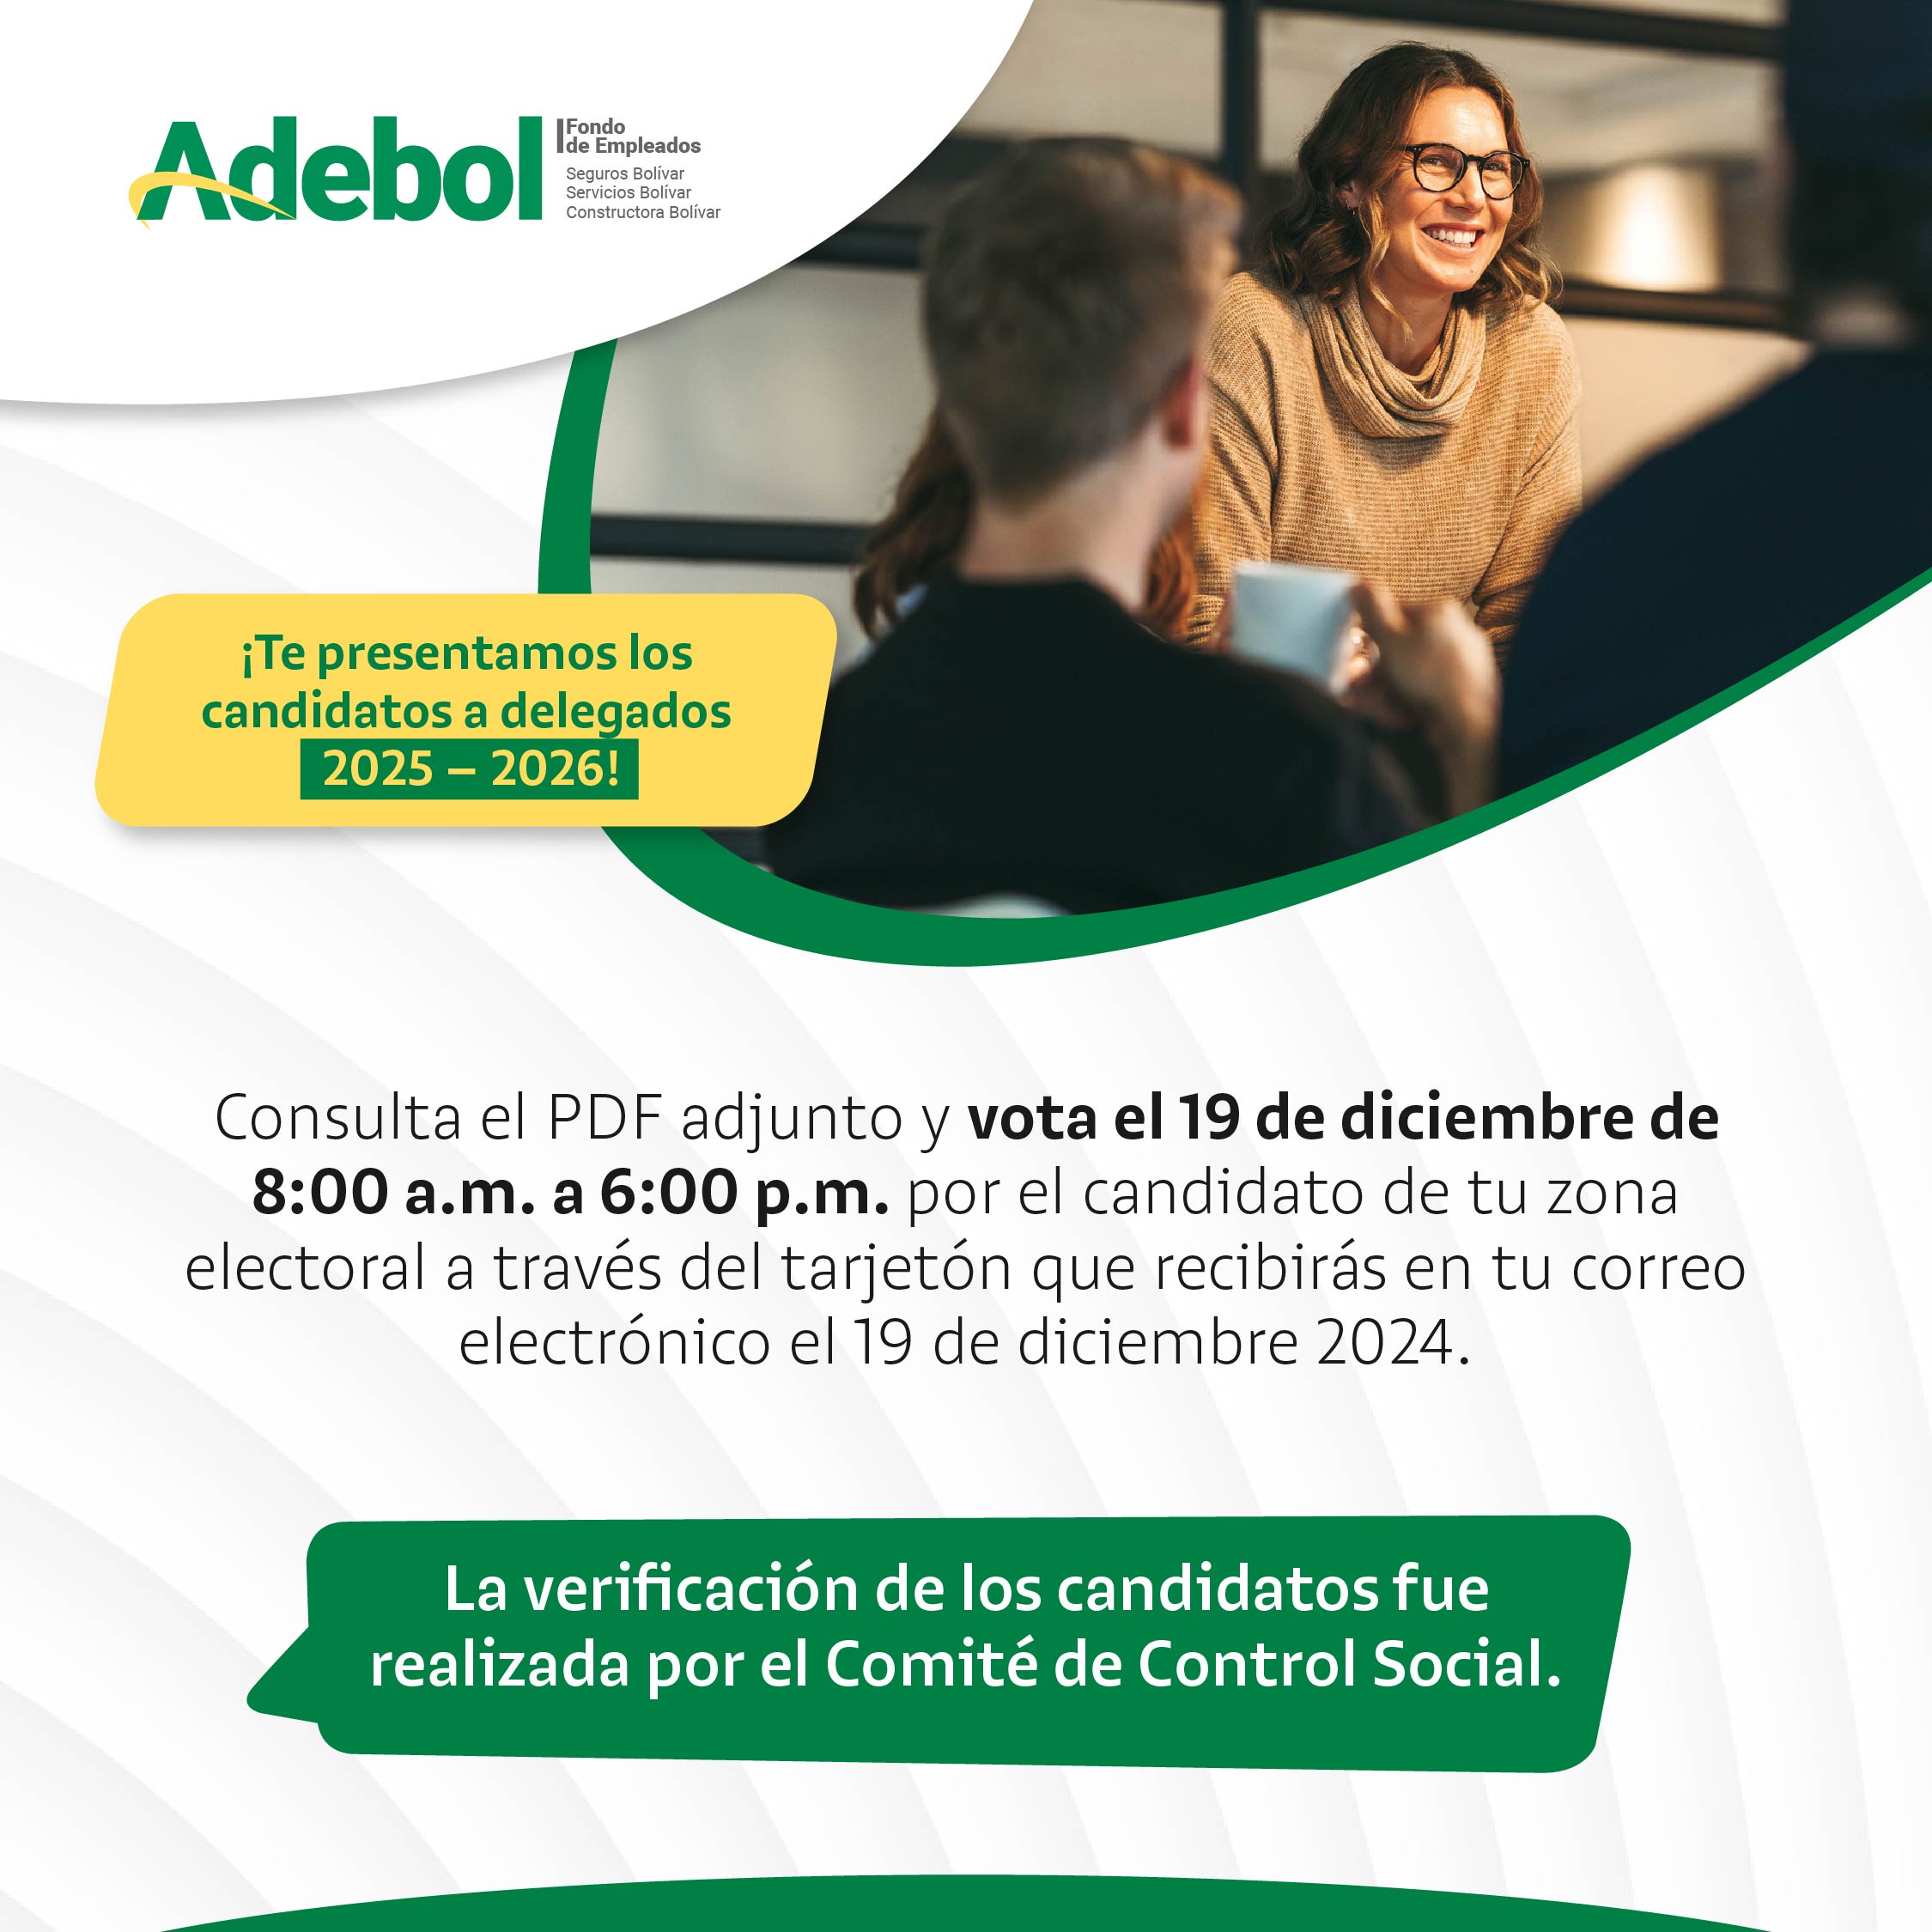 Adebol
Fondo
de Empleados
Seguros Bolívar
Servicios Bolívar
Constructora Bolívar
¡Te presentamos los
candidatos a delegados
2025 – 2026!
Consulta el PDF adjunto y vota el 19 de diciembre de
8:00 a.m. a 6:00 p.m. por el candidato de tu zona
electoral a través del tarjetón que recibirás en tu correo
electrónico el 19 de diciembre 2024.
La verificación de los candidatos fue
realizada por el Comité de Control Social.